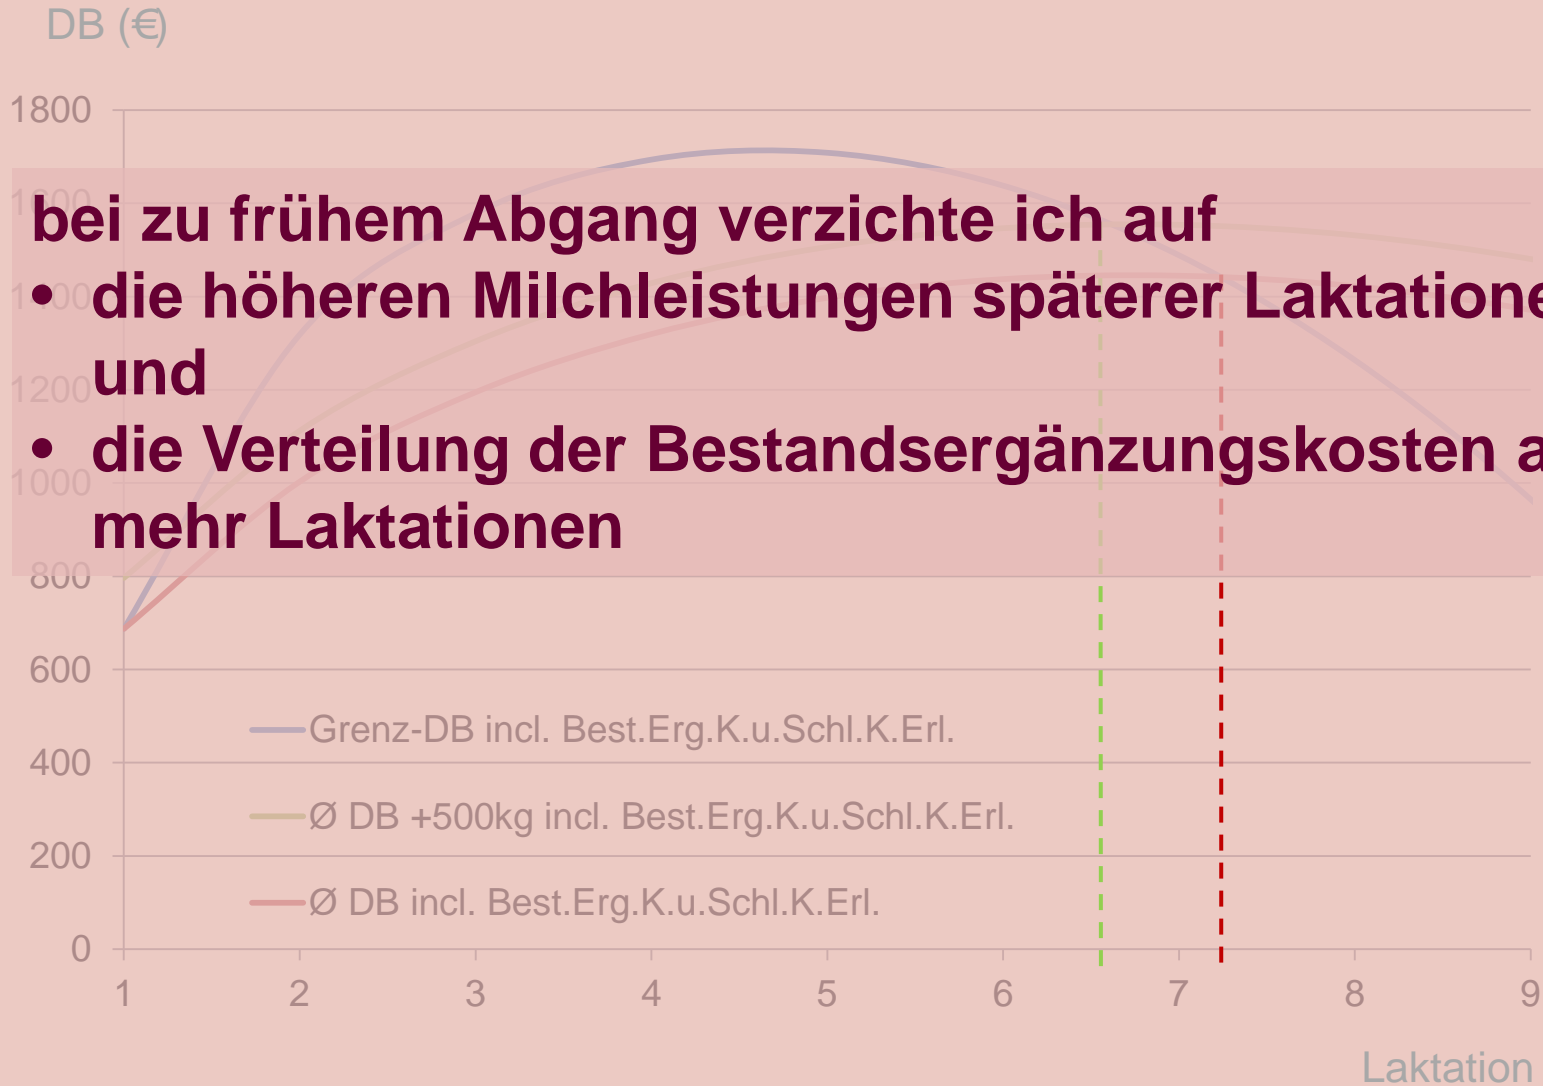 DB (€)
1800
1600
bei zu frühem Abgang verzichte ich auf
1400
• die höheren Milchleistungen späterer Laktatione
und
1200
• die Verteilung der Bestandsergänzungskosten a
1000
mehr Laktationen
800
600
Grenz-DB incl. Best.Erg.K.u.Schl.K.Erl.
400
Ø DB +500kg incl. Best.Erg.K.u.Schl.K.Erl.
200
Ø DB incl. Best.Erg.K.u.Schl.K.Erl.
0
1 2 3 4 5 6 7 8 9
Laktation